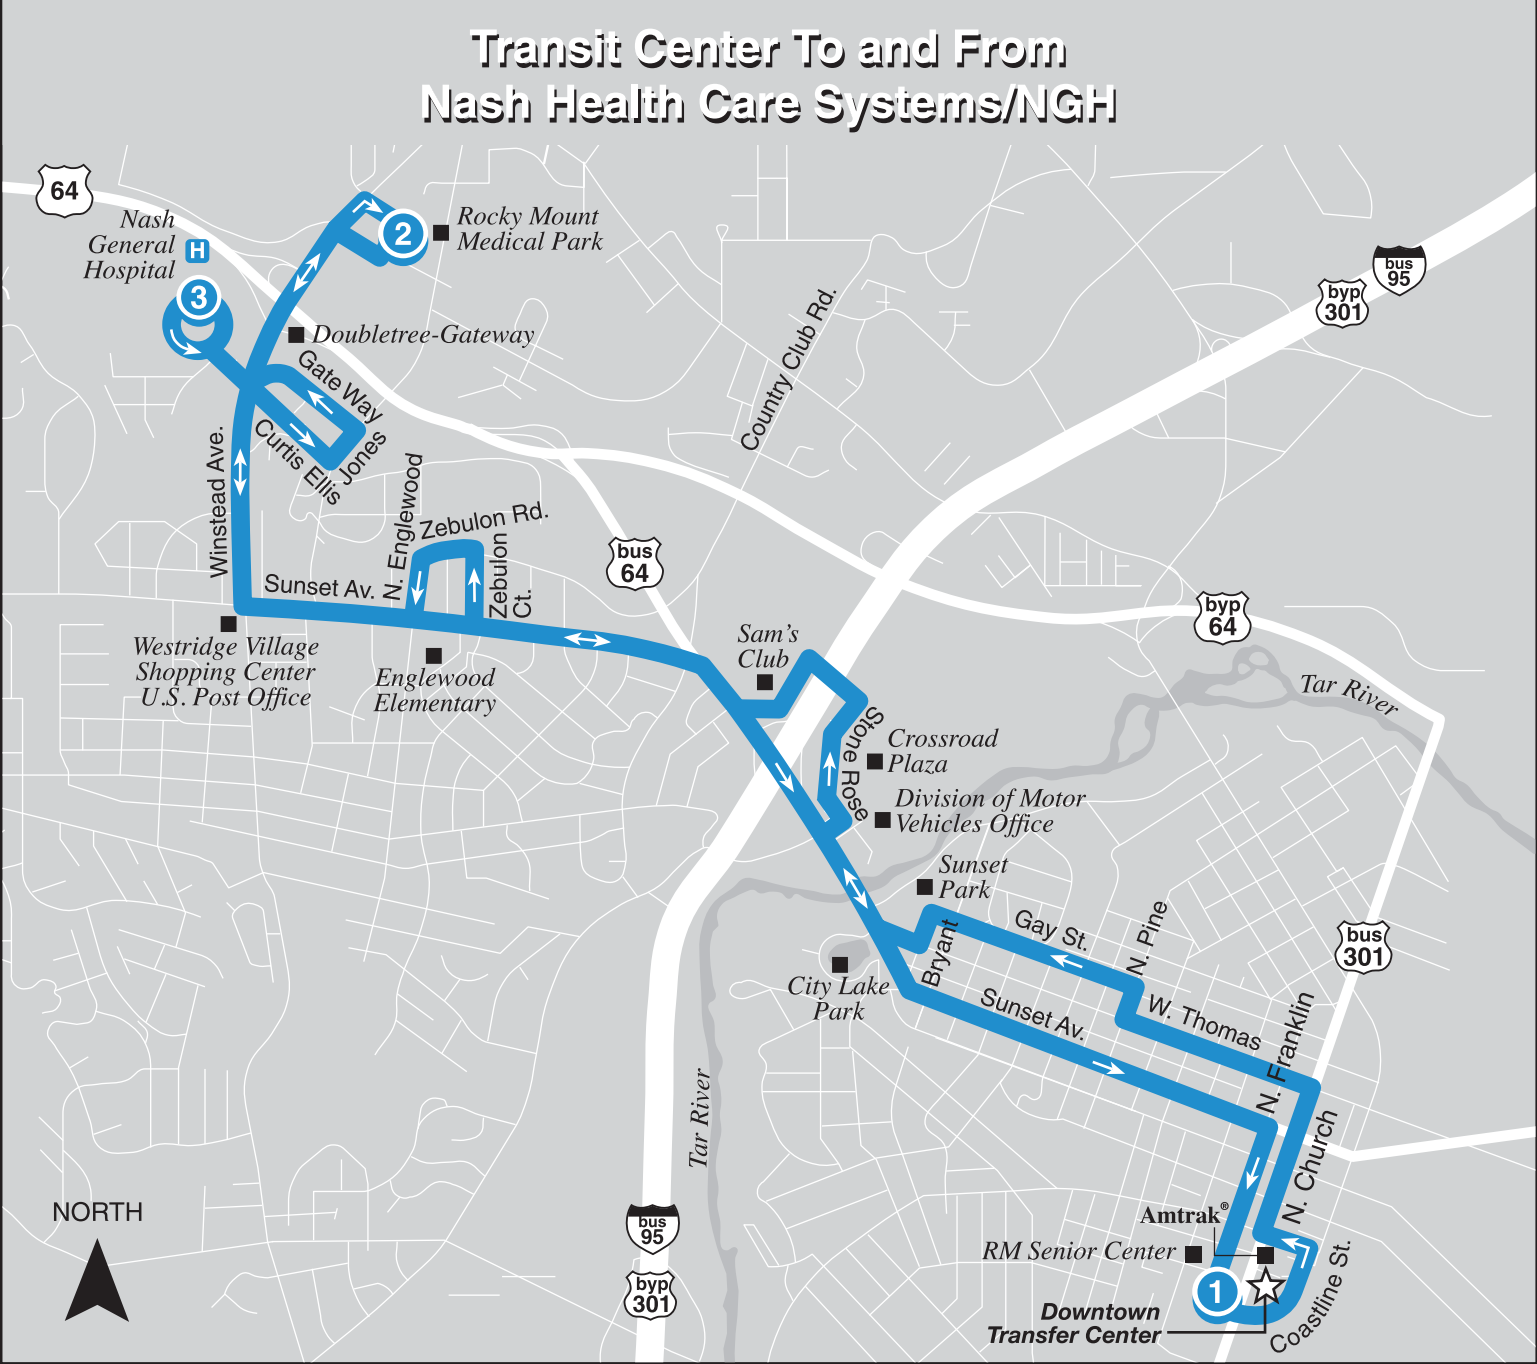 Transit Center To and From
Nash Health Care Systems/NGH
64
Nash
General
Hospital
H
3
2
Rocky Mount
Medical Park
Doubletree-Gateway
Gate Way
Curtis Ellis
Jones
Winstead Ave.
N. Englewood
Zebulon Rd.
Zebulon
Ct.
Sunset Av.
Westridge Village
Shopping Center
U.S. Post Office
Englewood
Elementary
bus
64
Country Club Rd.
bus
95
byp
301
byp
64
Tar River
Sam's
Club
Stone Rose
Crossroad
Plaza
Division of Motor
Vehicles Office
Sunset
Park
City Lake
Park
Bryant
Gay St.
N. Pine
W. Thomas
Sunset Av.
N. Franklin
bus
301
N. Church
Tar River
Amtrak®
RM Senior Center
1
Downtown
Transfer Center
Coastline St.
bus
95
byp
301
NORTH